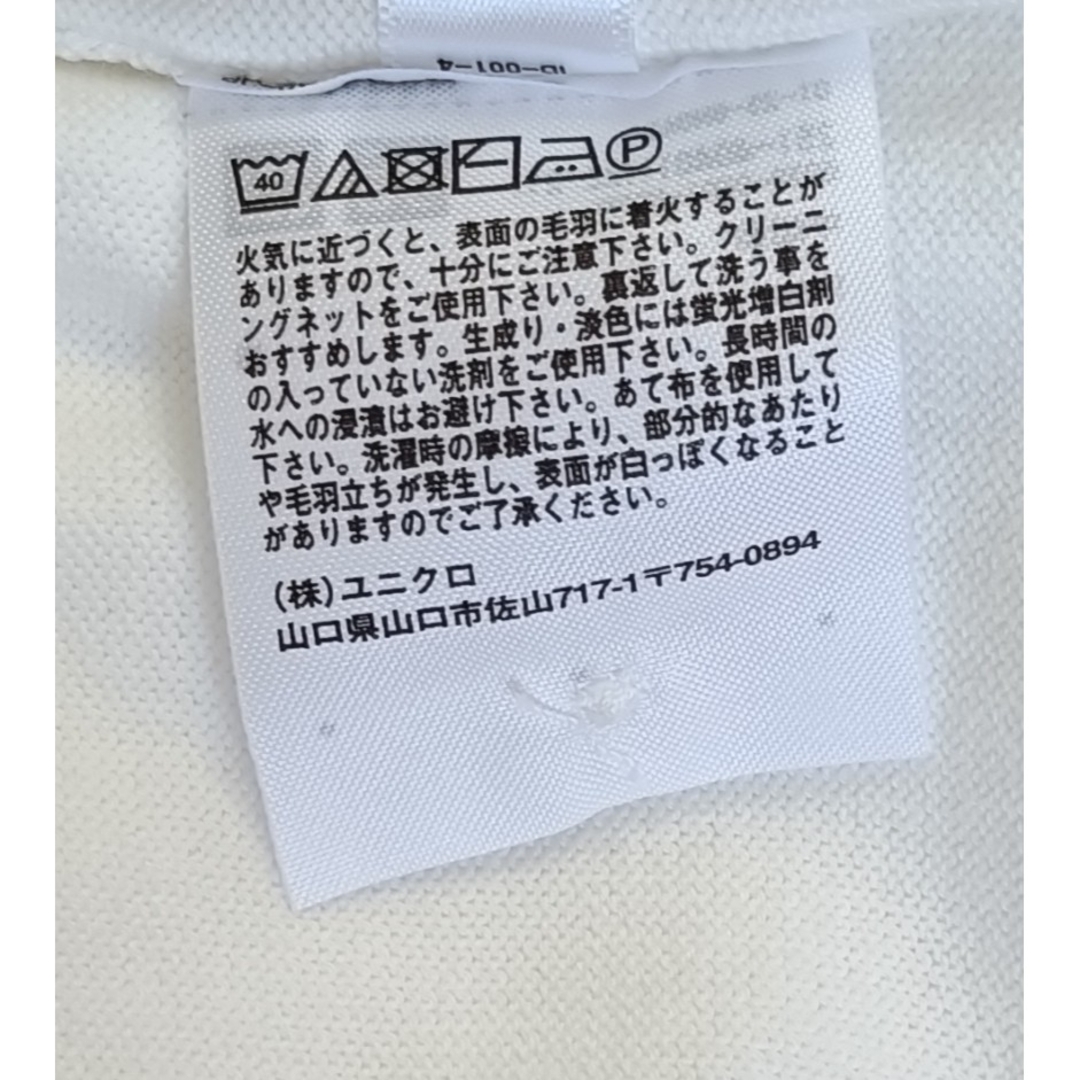 ID-001-4
40 P
火気に近づくと、表面の毛羽に着火することが
ありますので、十分にご注意下さい。クリーニ
ングネットをご使用下さい。裏返して洗う事を
おすすめします。生成り・淡色には蛍光増白剤
の入っていない洗剤をご使用下さい。長時間の
水への浸漬はお避け下さい。あて布を使用して
下さい。洗濯時の摩擦により、部分的なあたり
や毛羽立ちが発生し、表面が白っぽくなること
がありますのでご了承ください。
(株)ユニクロ
山口県山口市佐山717-1〒754-0894